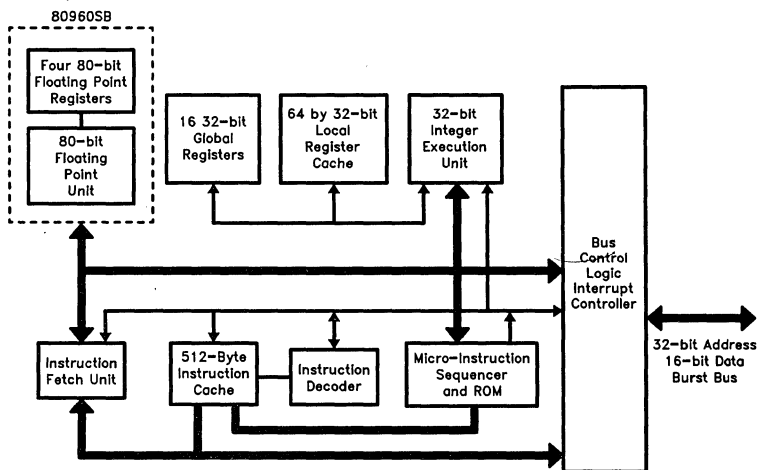 80960SB
Four 80-bit
Floating Point
Registers
80-bit
Floating
Point
Unit
16 32-bit
Global
Registers
64 by 32-bit
Local
Register
Cache
32-bit
Integer
Execution
Unit
Bus
Control
Logic
Interrupt
Controller
32-bit Address
16-bit Data
Burst Bus
Instruction
Fetch Unit
512-Byte
Instruction
Cache
Instruction
Decoder
Micro-Instruction
Sequencer
and ROM